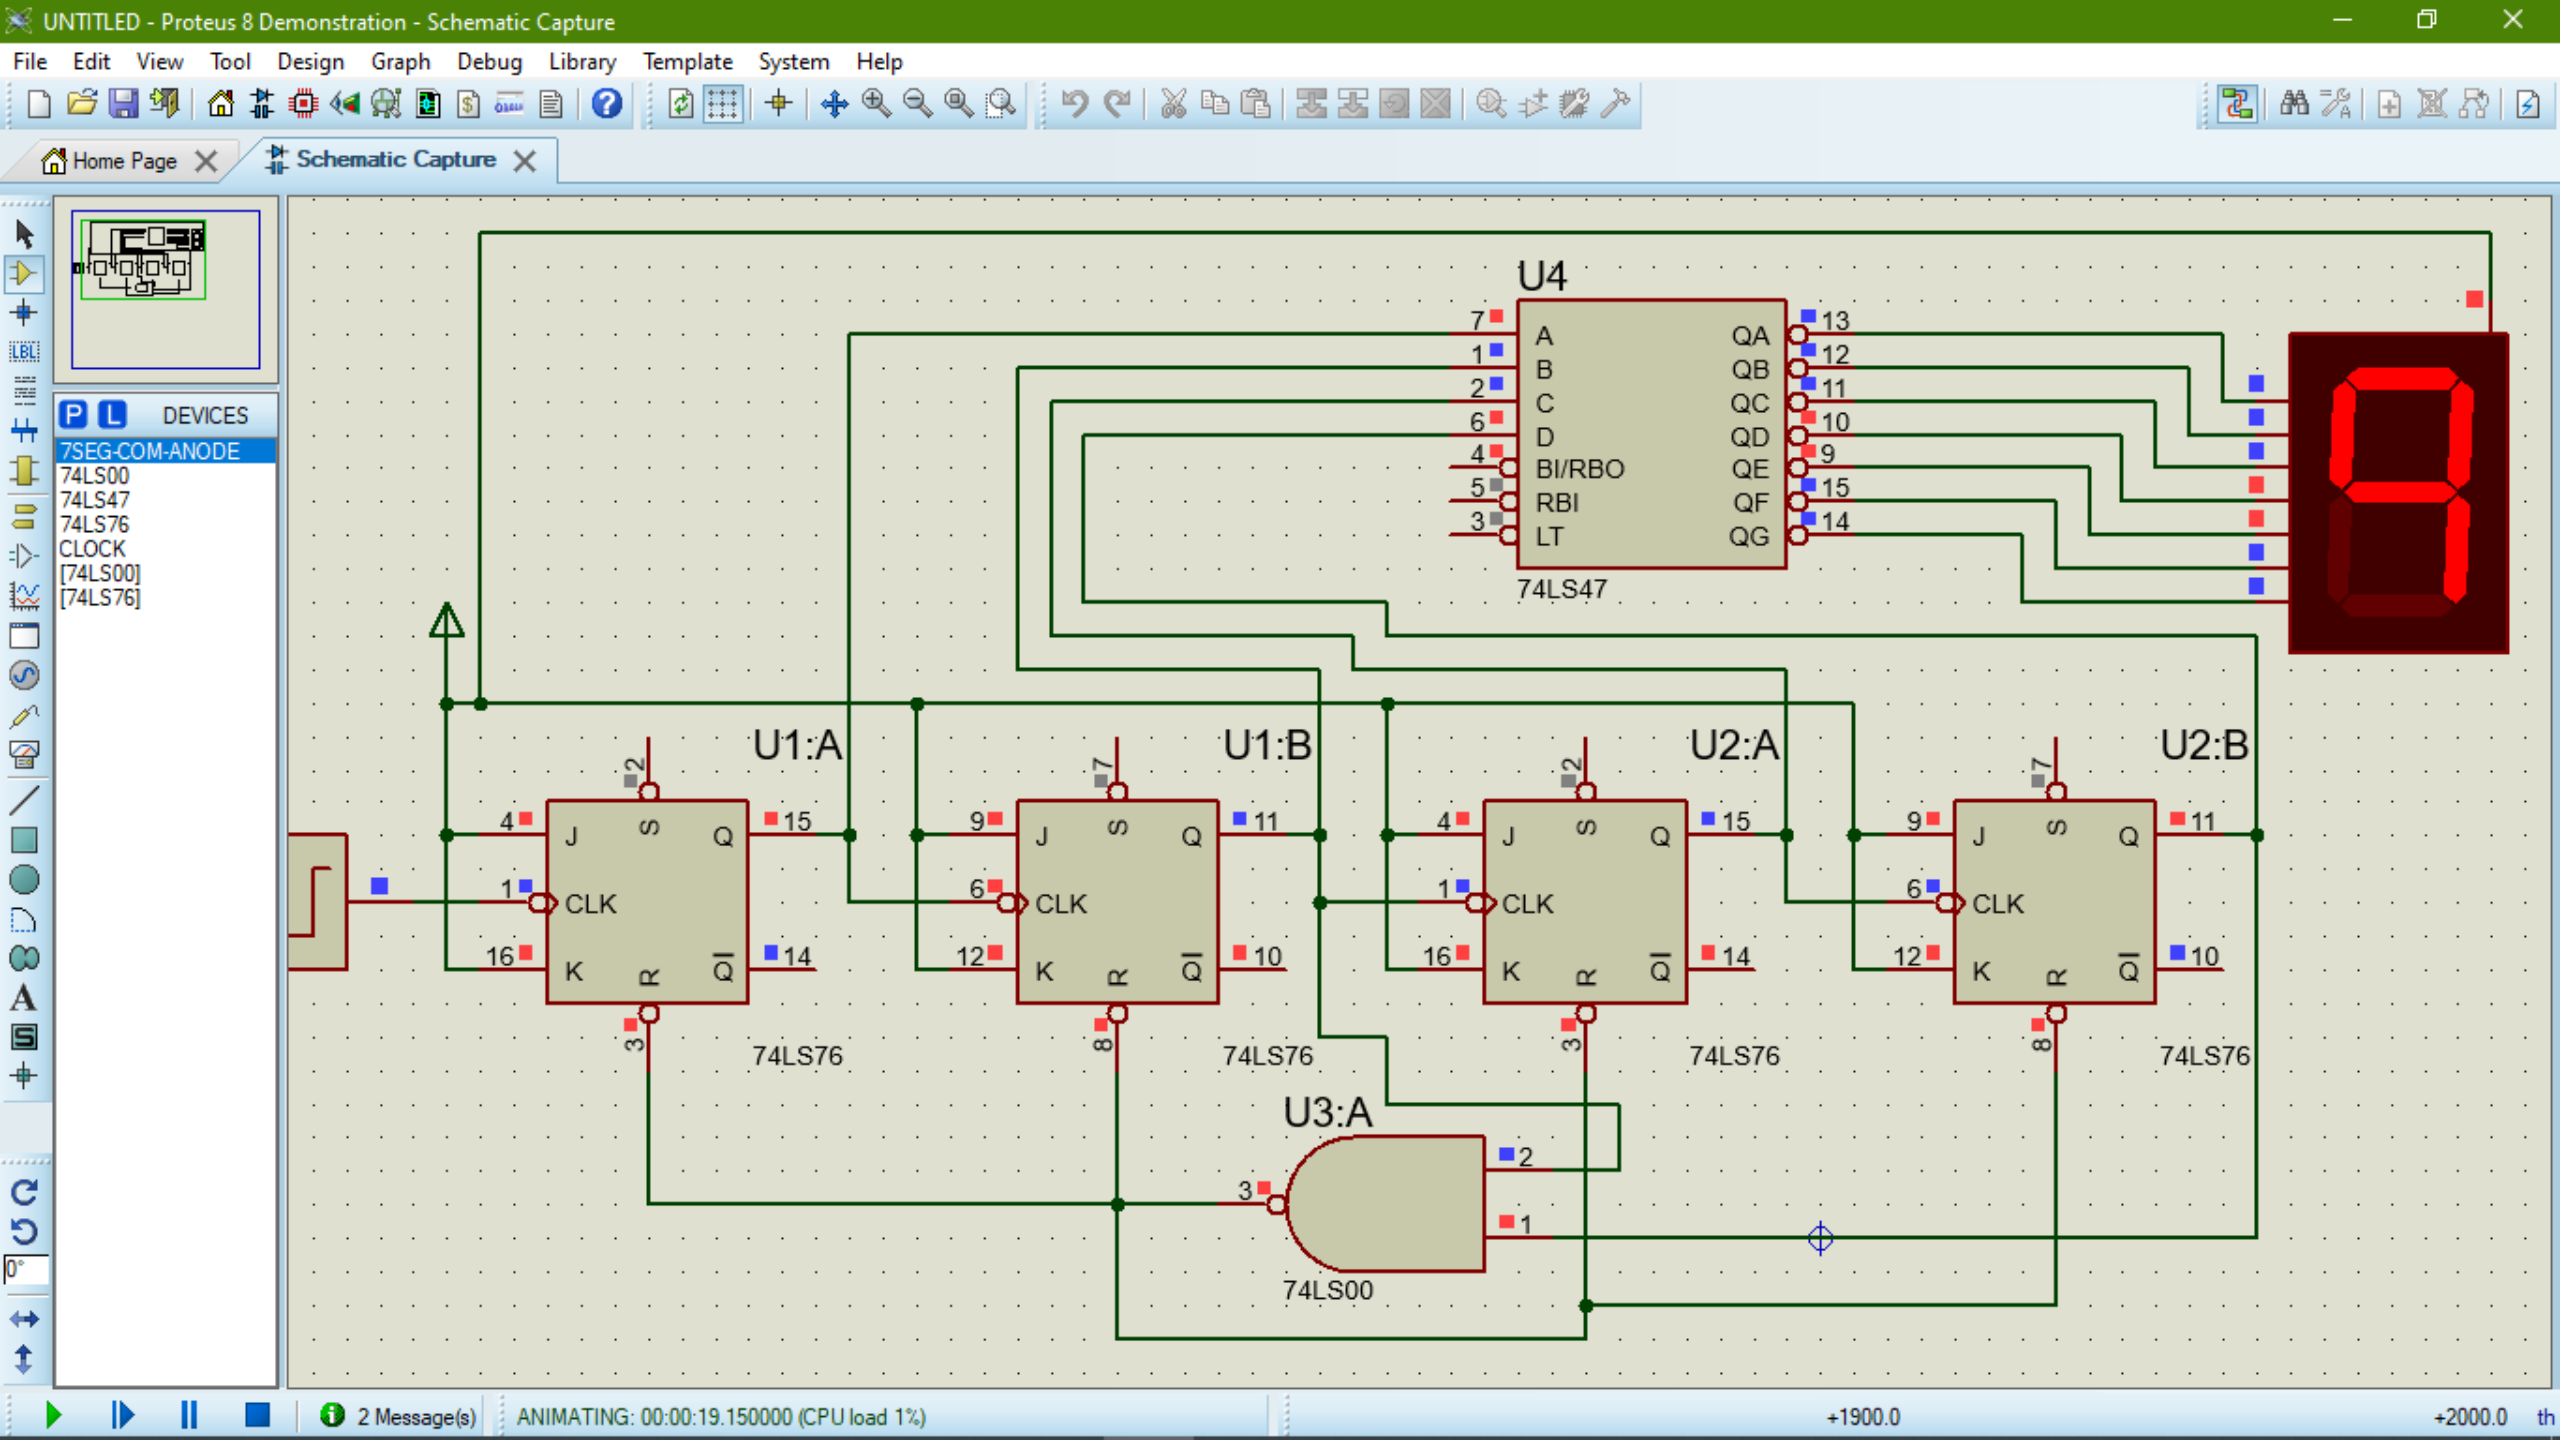 UNTITLED - Proteus 8 Demonstration - Schematic Capture
File Edit View Tool Design Graph Debug Library Template System Help
Home Page Schematic Capture
P L DEVICES
7SEG-COM-ANODE
74LS00
74LS47
74LS76
CLOCK
[74LS00]
[74LS76]
LBL
A
S
0°
U4
7 A QA 13
1 B QB 12
2 C QC 11
6 D QD 10
4 BI/RBO QE 9
5 RBI QF 15
3 LT QG 14
74LS47
U1:A U1:B U2:A U2:B
2 7 2 7
S S S S
4 J Q 15 9 J Q 11 4 J Q 15 9 J Q 11
1 CLK 6 CLK 1 CLK 6 CLK
16 K Q 14 12 K Q 10 16 K Q 14 12 K Q 10
R R R R
3 8 3 8
74LS76 74LS76 74LS76 74LS76
U3:A
2
3
1
74LS00
2 Message(s) ANIMATING: 00:00:19.150000 (CPU load 1%) +1900.0 +2000.0 th